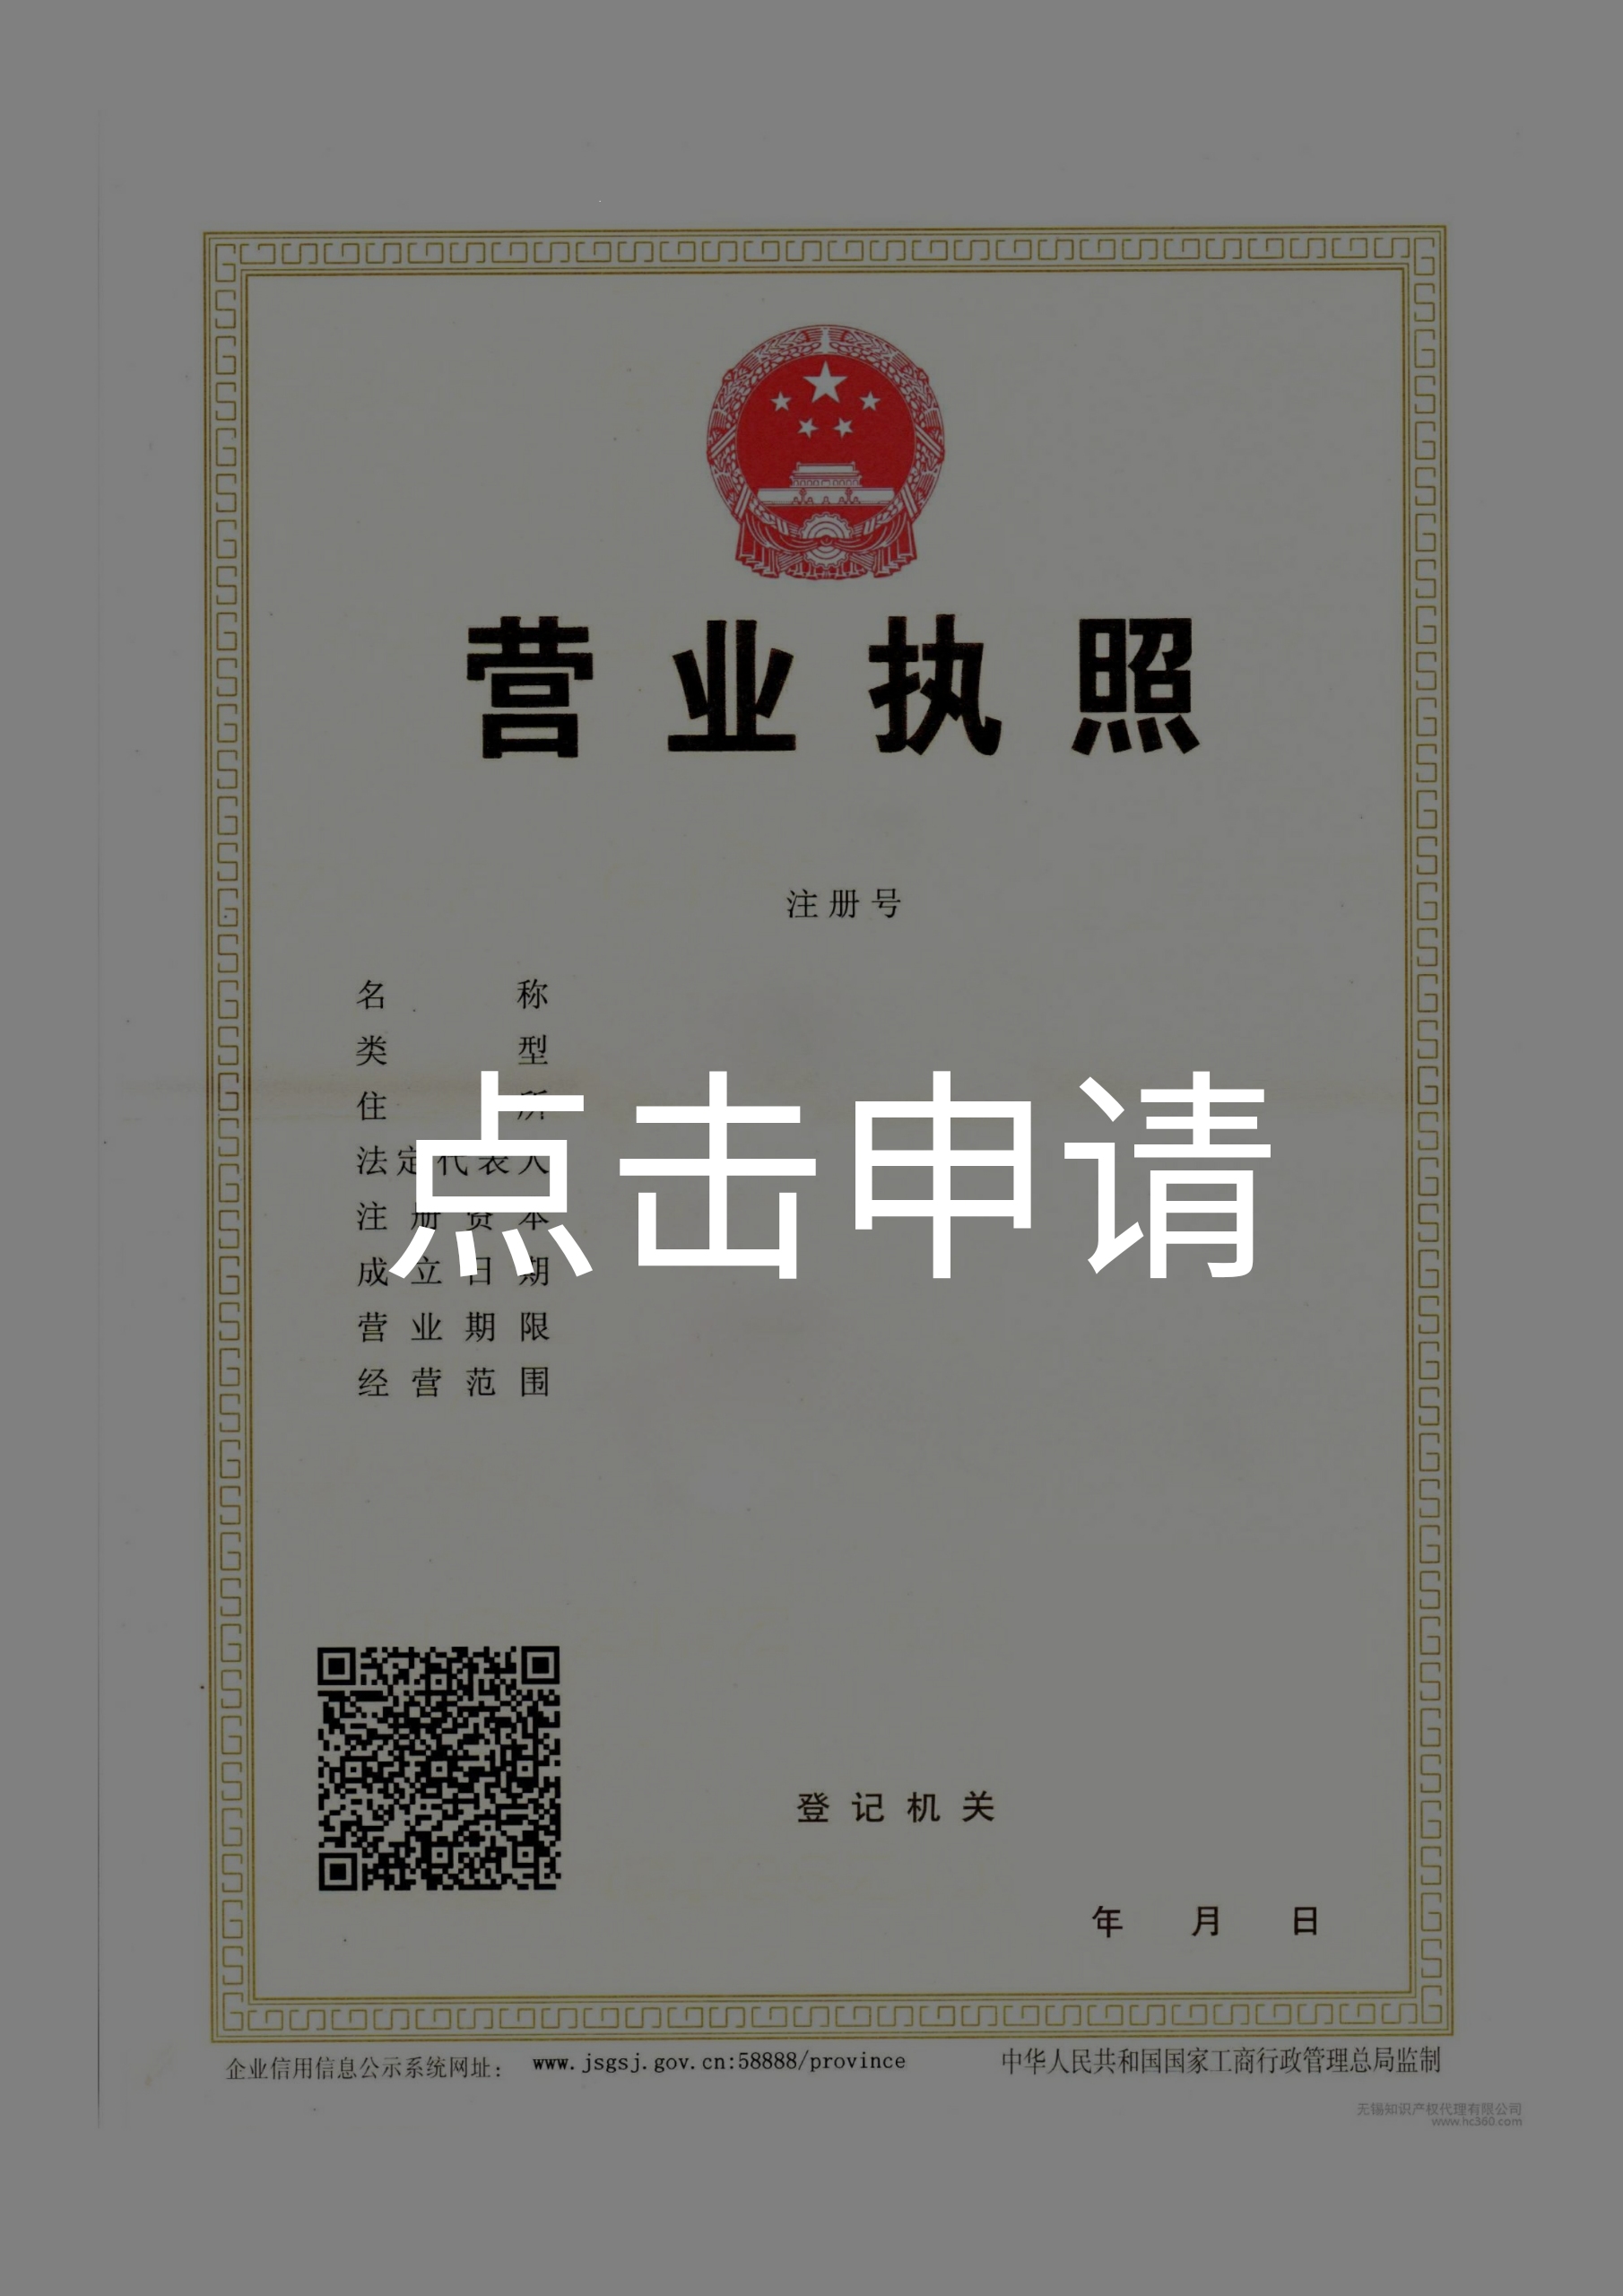 营业执照
注册号
名称
类型
住所
点击申请
法定代表人
注册资本
成立日期
营业期限
经营范围
登记机关
年 月 日
企业信用信息公示系统网址: www.jsgsj.gov.cn:58888/province 中华人民共和国国家工商行政管理总局监制
无锡知识产权代理有限公司
www.hc360.com